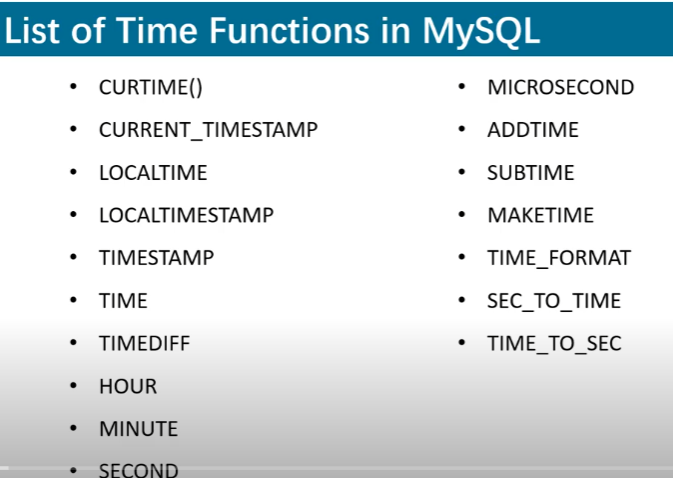 List of Time Functions in MySQL
• CURTIME()
• CURRENT_TIMESTAMP
• LOCALTIME
• LOCALTIMESTAMP
• TIMESTAMP
• TIME
• TIMEDIFF
• HOUR
• MINUTE
• SECOND
• MICROSECOND
• ADDTIME
• SUBTIME
• MAKETIME
• TIME_FORMAT
• SEC_TO_TIME
• TIME_TO_SEC